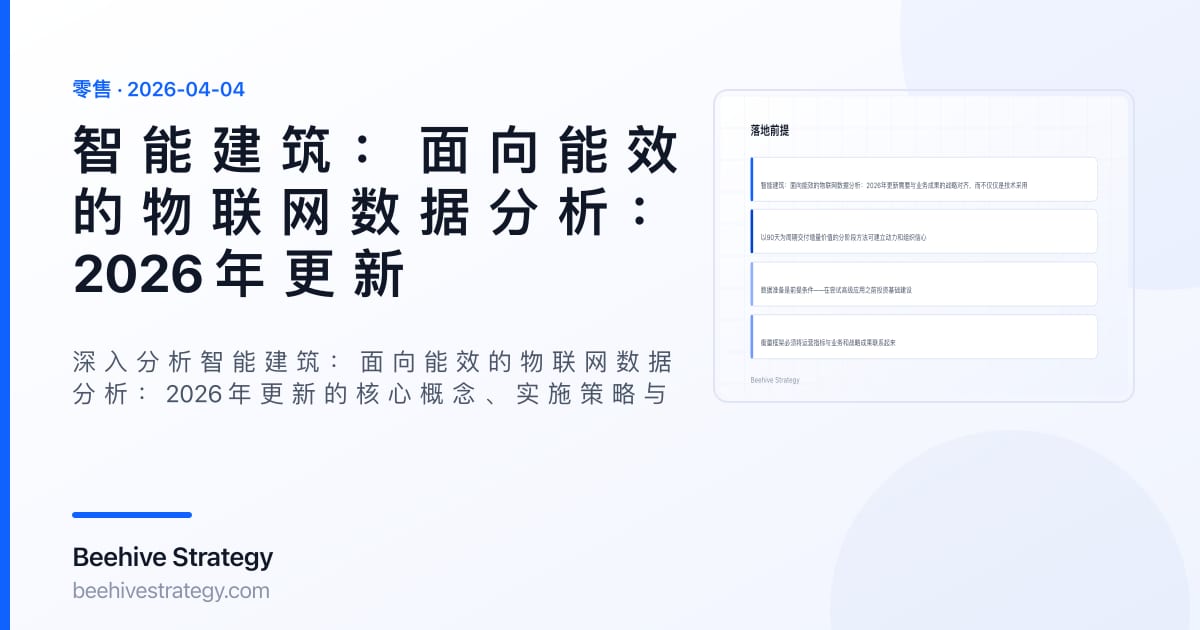 零售 · 2026-04-04
智能建筑：面向能效
的物联网数据分析：
2026年更新
深入分析智能建筑：面向能效的物联网数据
分析：2026年更新的核心概念、实施策略与
Beehive Strategy
beehivestrategy.com
落地前提
智能建筑：面向能效的物联网数据分析：2026年更新需要与业务成果的战略对齐，而不仅仅是技术采用
以90天为周期交付增量价值的分阶段方法可建立动力和组织信心
数据准备是前提条件——在尝试高级应用之前投资基础建设
衡量框架必须将运营指标与业务和战略成果联系起来
Beehive Strategy